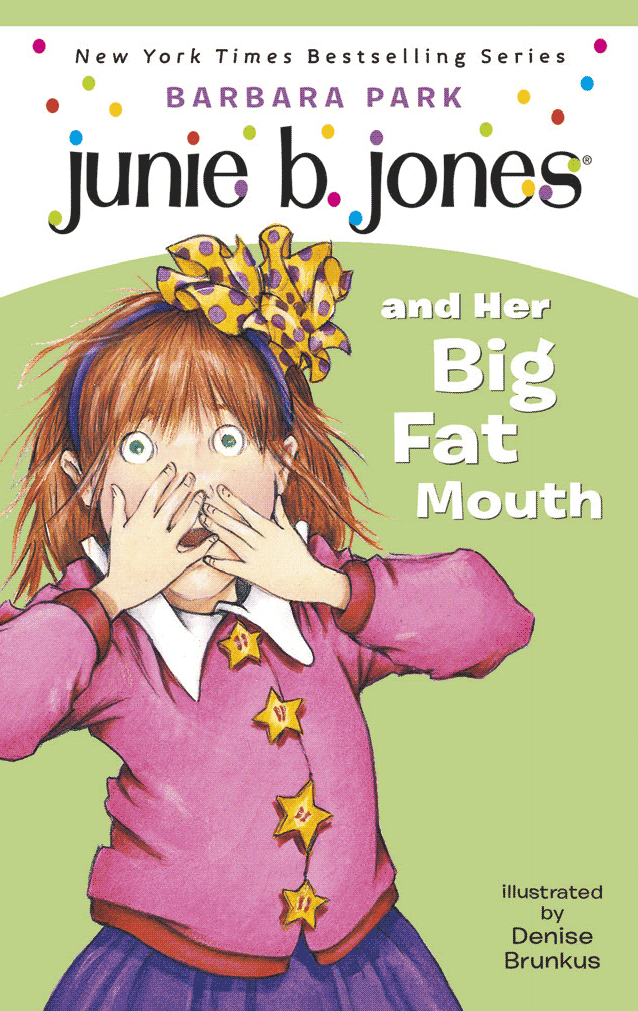 New York Times Bestselling Series
BARBARA PARK
junie b. jones®
and Her
Big
Fat
Mouth
illustrated
by
Denise
Brunkus